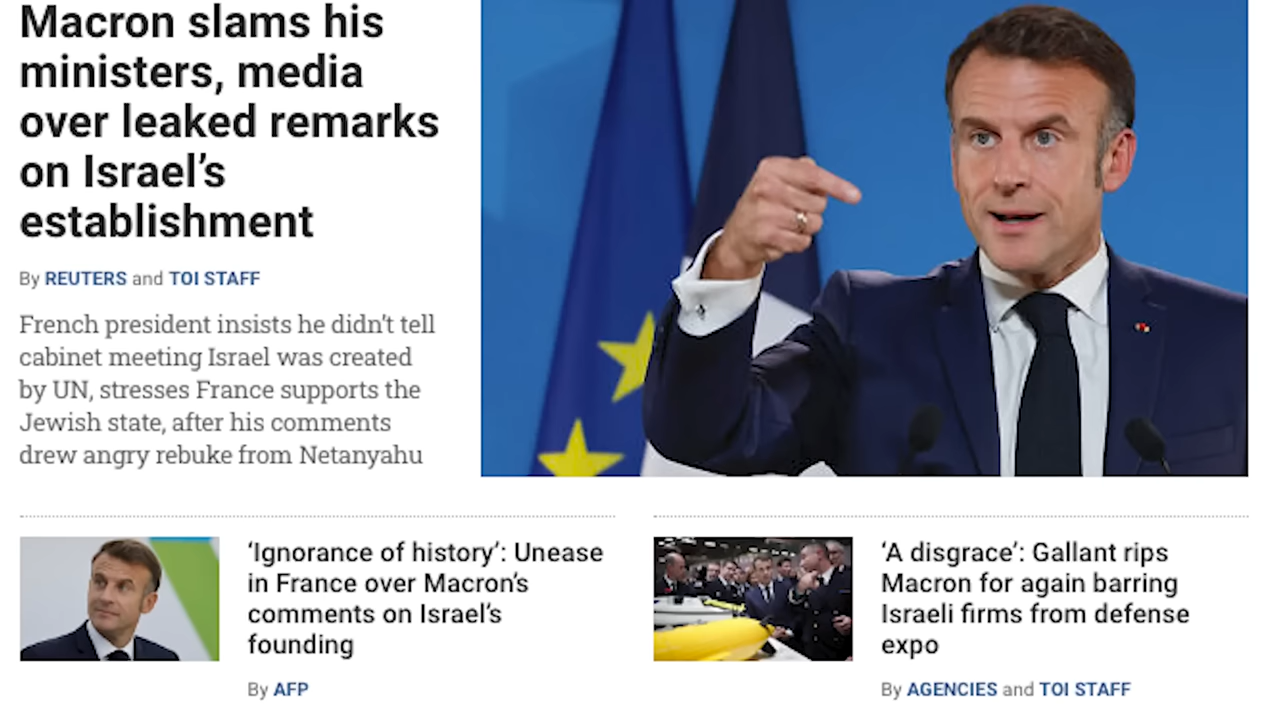 Macron slams his
ministers, media
over leaked remarks
on Israel’s
establishment
By REUTERS and TOI STAFF
French president insists he didn’t tell
cabinet meeting Israel was created
by UN, stresses France supports the
Jewish state, after his comments
drew angry rebuke from Netanyahu
‘Ignorance of history’: Unease
in France over Macron’s
comments on Israel’s
founding
By AFP
‘A disgrace’: Gallant rips
Macron for again barring
Israeli firms from defense
expo
By AGENCIES and TOI STAFF